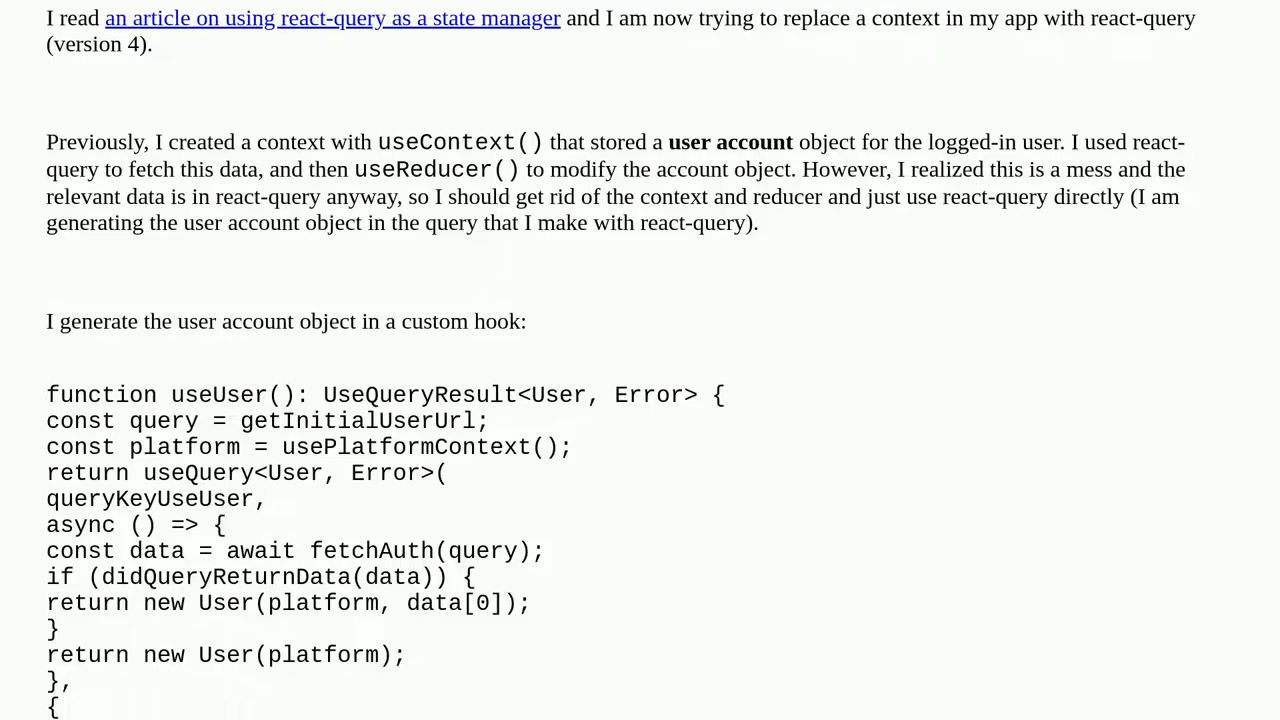 I read an article on using react-query as a state manager and I am now trying to replace a context in my app with react-query
(version 4).
Previously, I created a context with useContext() that stored a user account object for the logged-in user. I used react-
query to fetch this data, and then useReducer() to modify the account object. However, I realized this is a mess and the
relevant data is in react-query anyway, so I should get rid of the context and reducer and just use react-query directly (I am
generating the user account object in the query that I make with react-query).
I generate the user account object in a custom hook:
function useUser(): UseQueryResult<User, Error> {
const query = getInitialUserUrl;
const platform = usePlatformContext();
return useQuery<User, Error>(
queryKeyUseUser,
async () => {
const data = await fetchAuth(query);
if (didQueryReturnData(data)) {
return new User(platform, data[0]);
}
return new User(platform);
},
{